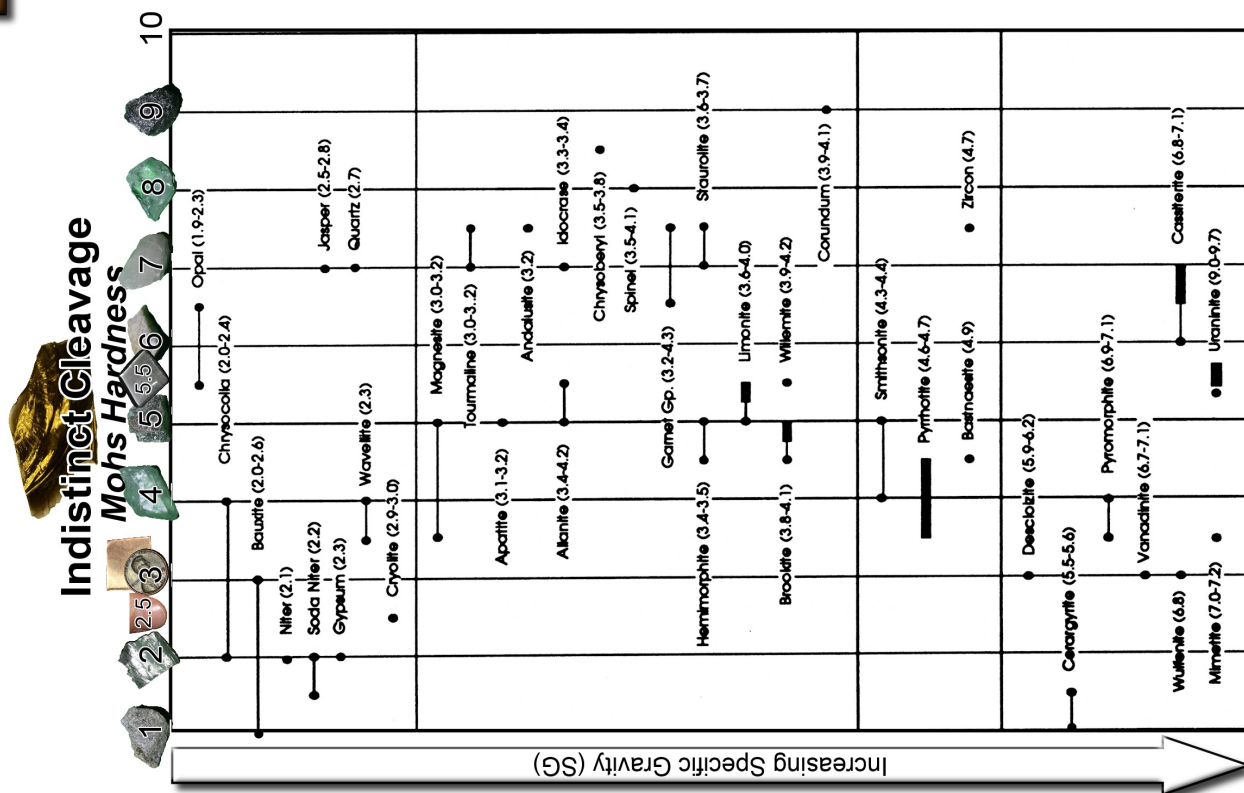 Indistinct Cleavage
Mohs Hardness
1
2
2.5
3
4
5
5.5
6
7
8
9
10
Opal (1.9-2.3)
Chrysocolla (2.0-2.4)
Bauxite (2.0-2.6)
Niter (2.1)
Soda Niter (2.2)
Jasper (2.5-2.8)
Gypsum (2.3)
Quartz (2.7)
Wavellite (2.3)
Cryolite (2.9-3.0)
Magnesite (3.0-3.2)
Tourmaline (3.0-3..2)
Apatite (3.1-3.2)
Andalusite (3.2)
Allanite (3.4-4.2)
Idocrase (3.3-3.4)
Chrysoberyl (3.5-3.8)
Spinel (3.5-4.1)
Garnet Gp. (3.2-4.3)
Hemimorphite (3.4-3.5)
Staurolite (3.6-3.7)
Limonite (3.6-4.0)
Brookite (3.8-4.1)
Willemite (3.9-4.2)
Corundum (3.9-4.1)
Smithsonite (4.3-4.4)
Pyrrhotite (4.6-4.7)
Bastnaesite (4.9)
Zircon (4.7)
Descloizite (5.9-6.2)
Cerargyrite (5.5-5.6)
Pyromorphite (6.9-7.1)
Vanadinite (6.7-7.1)
Wulfenite (6.8)
Cassiterite (6.8-7.1)
Mimetite (7.0-7.2)
Uraninite (9.0-9.7)
Increasing Specific Gravity (SG)